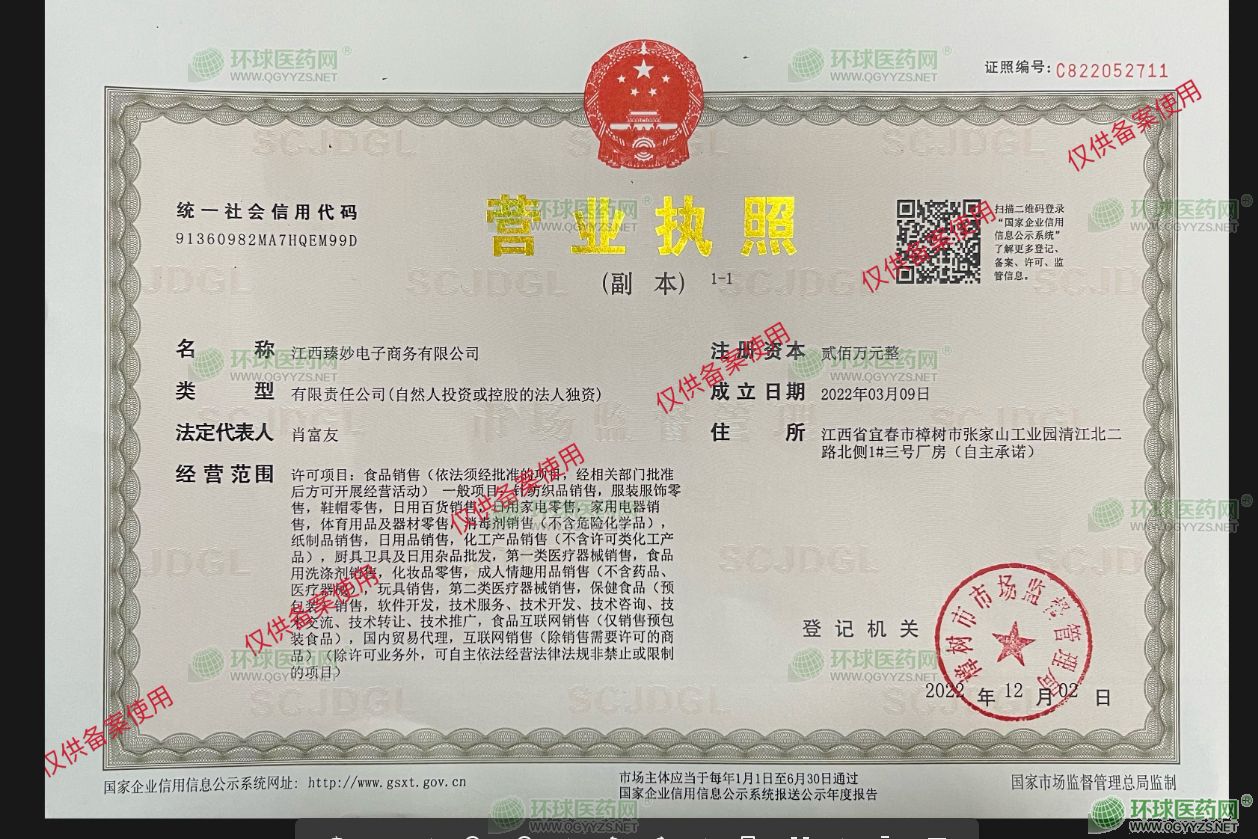 环球医药网®
WWW.QGYYZS.NET
证照编号: C822052711
统一社会信用代码
91360982MA7HQEM99D
营业执照
(副 本) 1-1
扫描二维码登录
“国家企业信用
信息公示系统”
了解更多登记、
备案、许可、监
管信息。
仅供备案使用
名 称 江西臻妙电子商务有限公司
类 型 有限责任公司(自然人投资或控股的法人独资)
法定代表人 肖富友
经营范围 许可项目：食品销售（依法须经批准的项目，经相关部门批准
后方可开展经营活动） 一般项目：针纺织品销售，服装服饰零
售，鞋帽零售，日用百货销售，日用家电零售，家用电器销
售，体育用品及器材零售，消毒剂销售（不含危险化学品），
纸制品销售，日用品销售，化工产品销售（不含许可类化工产
品），厨具卫具及日用杂品批发，第一类医疗器械销售，食品
用洗涤剂销售，化妆品零售，成人情趣用品销售（不含药品、
医疗器械），玩具销售，第二类医疗器械销售，保健食品（预
包装）销售，软件开发，技术服务、技术开发、技术咨询、技
术交流、技术转让、技术推广，食品互联网销售（仅销售预包
装食品），国内贸易代理，互联网销售（除销售需要许可的商
品）（除许可业务外，可自主依法经营法律法规非禁止或限制
的项目）
注册资本 贰佰万元整
成立日期 2022年03月09日
住 所 江西省宜春市樟树市张家山工业园清江北二
路北侧1#三号厂房（自主承诺）
登记机关
樟树市市场监督管理局
2022 年 12 月 02 日
国家企业信用信息公示系统网址: http://www.gsxt.gov.cn
市场主体应当于每年1月1日至6月30日通过
国家企业信用信息公示系统报送公示年度报告
国家市场监督管理总局监制